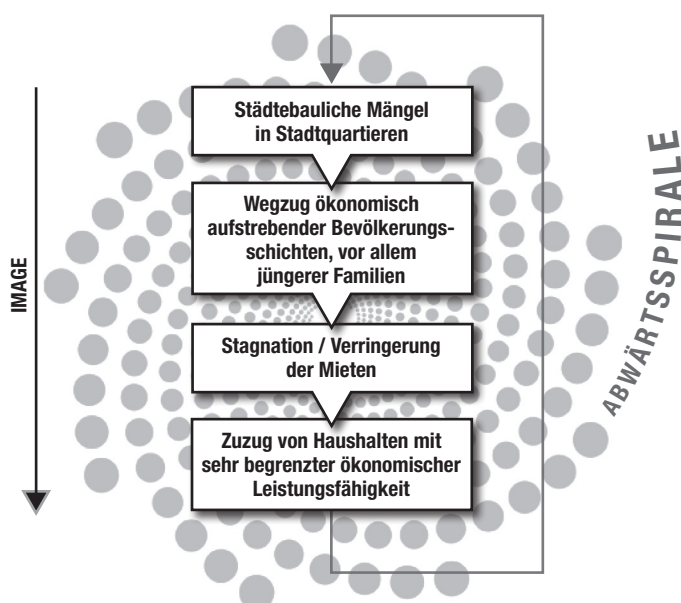 Städtebauliche Mängel
in Stadtquartieren
Wegzug ökonomisch
aufstrebender Bevölkerungs-
schichten, vor allem
jüngerer Familien
Stagnation / Verringerung
der Mieten
Zuzug von Haushalten mit
sehr begrenzter ökonomischer
Leistungsfähigkeit
IMAGE
ABWÄRTSSPIRALE